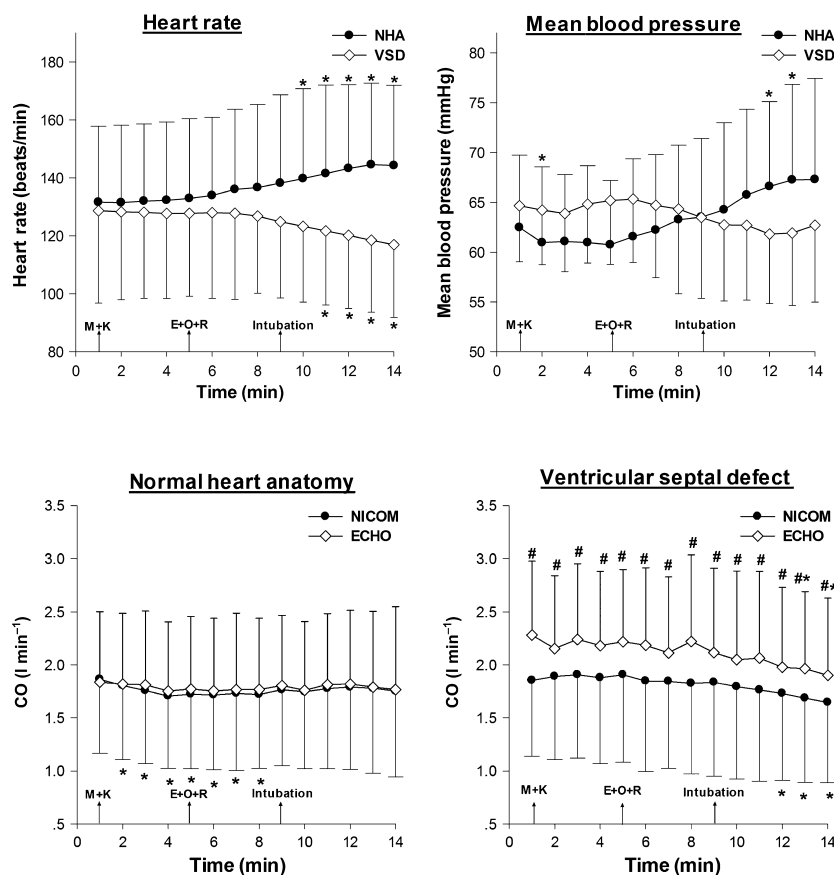 Heart rate
NHA
VSD
Heart rate (beats/min)
180
160
140
120
100
80
* * * * *
* * * *
M+K
E+O+R
Intubation
0 2 4 6 8 10 12 14
Time (min)
Mean blood pressure
NHA
VSD
Mean blood pressure (mmHg)
80
75
70
65
60
55
50
* * *
M+K
E+O+R
Intubation
0 2 4 6 8 10 12 14
Time (min)
Normal heart anatomy
NICOM
ECHO
CO (l min⁻¹)
3.5
3.0
2.5
2.0
1.5
1.0
.5
* * * * * * *
M+K
E+O+R
Intubation
0 2 4 6 8 10 12 14
Time (min)
Ventricular septal defect
NICOM
ECHO
CO (l min⁻¹)
3.5
3.0
2.5
2.0
1.5
1.0
.5
# # # # # # # # # # # # #* #*
* * *
M+K
E+O+R
Intubation
0 2 4 6 8 10 12 14
Time (min)